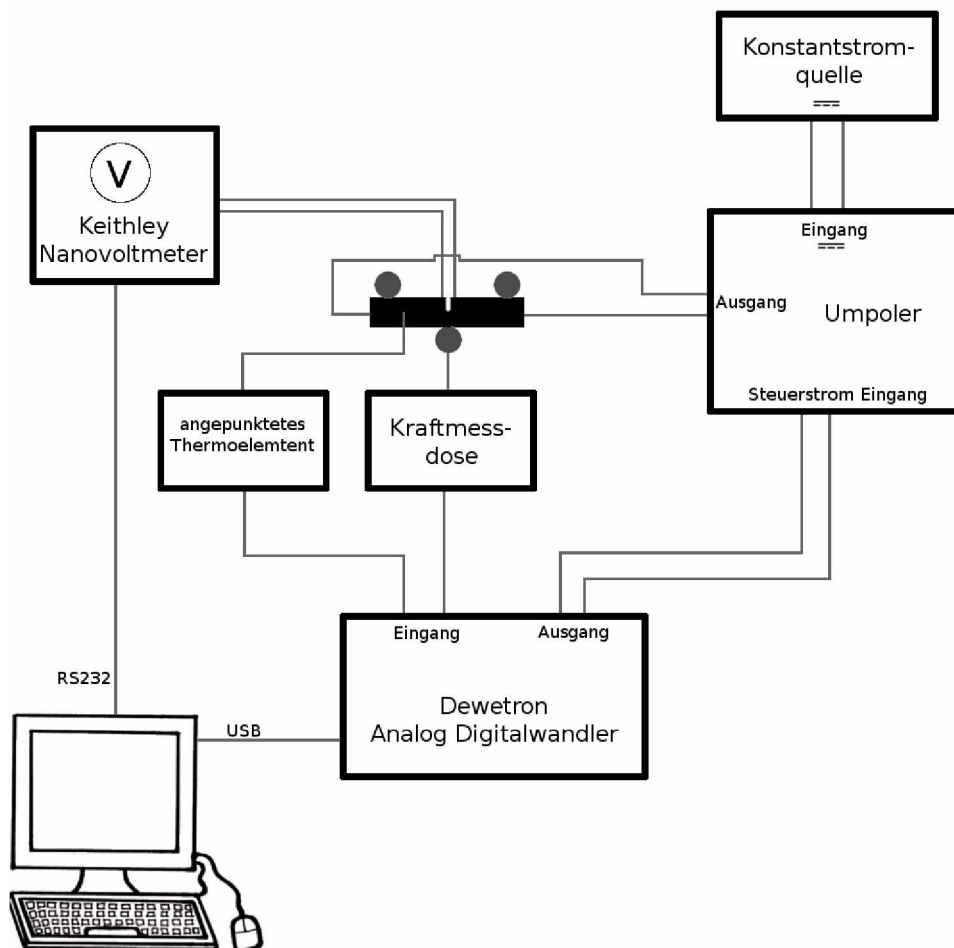 Konstantstrom-
quelle
V
Keithley
Nanovoltmeter
Eingang
Ausgang
Umpoler
Steuerstrom Eingang
angepunktetes
Thermoelemtent
Kraftmess-
dose
Eingang
Ausgang
Dewetron
Analog Digitalwandler
RS232
USB